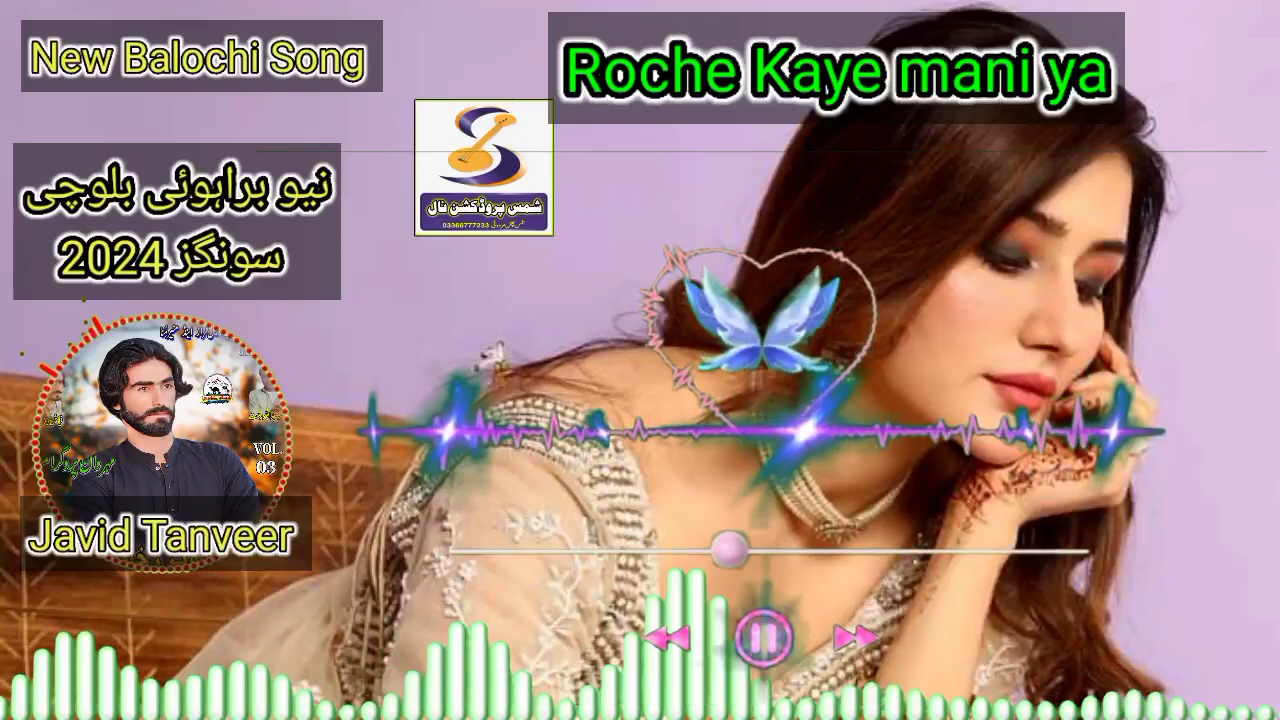 New Balochi Song
Roche Kaye mani ya
نیو براہوئی بلوچی
سونگز 2024
شمس پروڈکشن نال
03366777233
VOL
03
Javid Tanveer